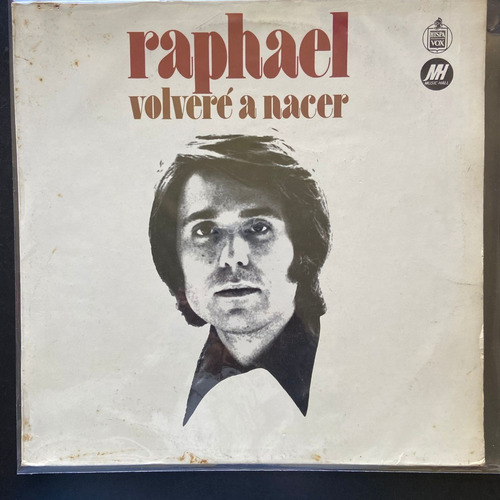 raphael
volveré a nacer
HISPA
VOX
MH
MUSIC HALL